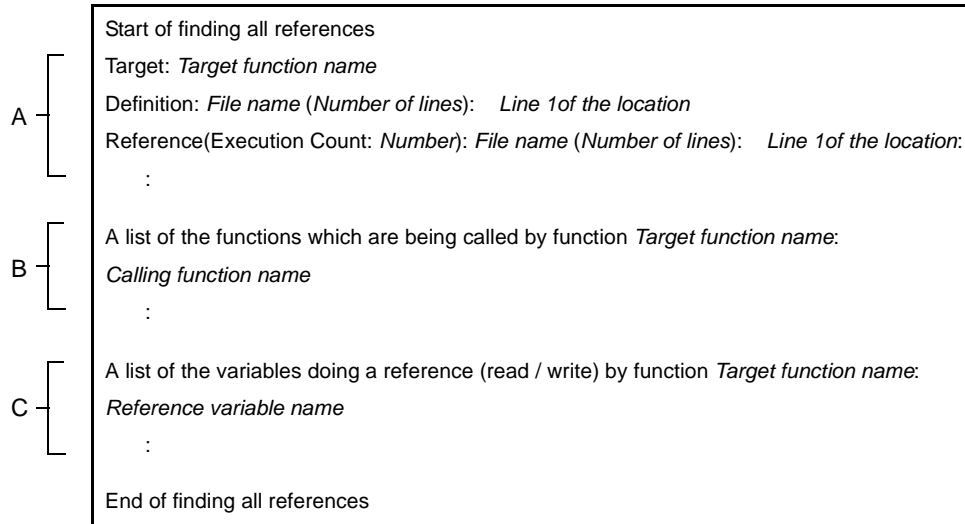 Start of finding all references
A
Target: Target function name
Definition: File name (Number of lines): Line 1of the location
Reference(Execution Count: Number): File name (Number of lines): Line 1of the location:
:
B
A list of the functions which are being called by function Target function name:
Calling function name
:
C
A list of the variables doing a reference (read / write) by function Target function name:
Reference variable name
:
End of finding all references